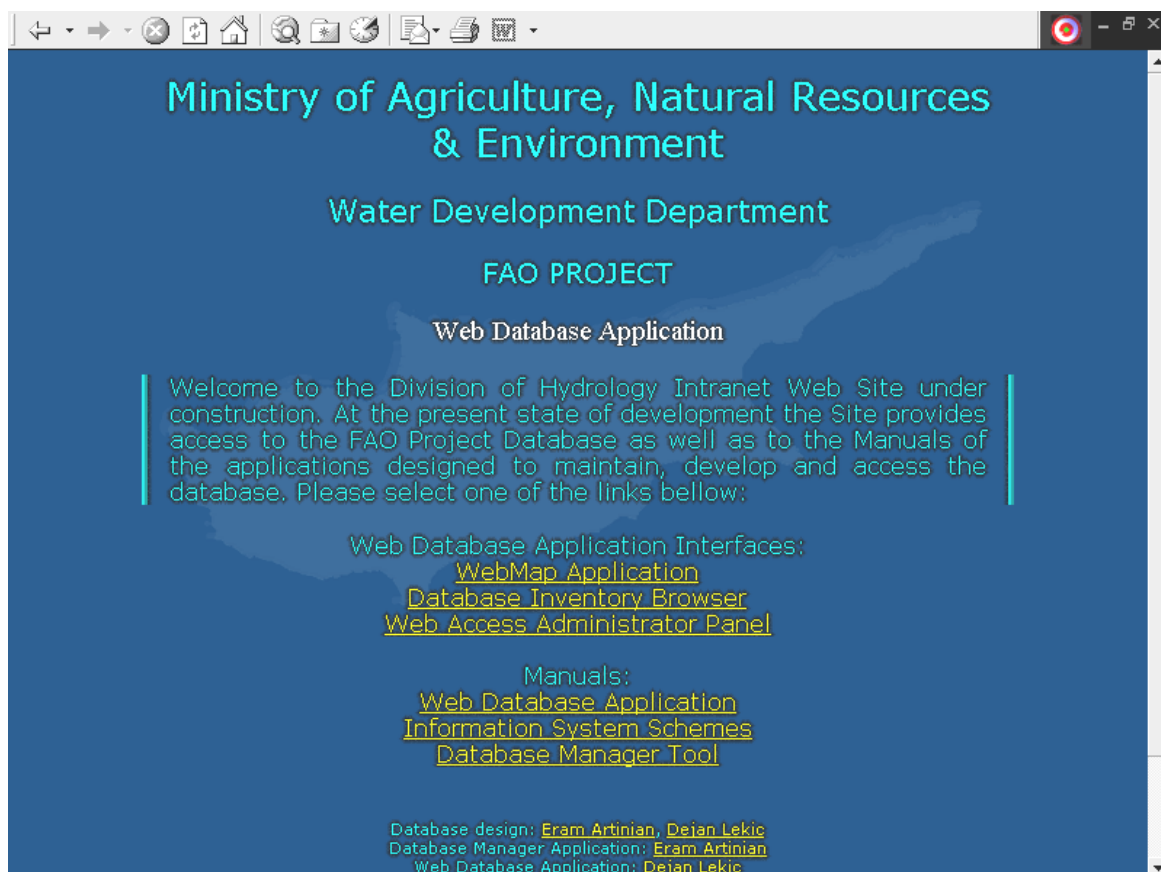 Ministry of Agriculture, Natural Resources
& Environment
Water Development Department
FAO PROJECT
Web Database Application
Welcome to the Division of Hydrology Intranet Web Site under
construction. At the present state of development the Site provides
access to the FAO Project Database as well as to the Manuals of
the applications designed to maintain, develop and access the
database. Please select one of the links bellow:
Web Database Application Interfaces:
WebMap Application
Database Inventory Browser
Web Access Administrator Panel
Manuals:
Web Database Application
Information System Schemes
Database Manager Tool
Database design: Eram Artinian, Dejan Lekic
Database Manager Application: Eram Artinian
Web Database Application: Dejan Lekic